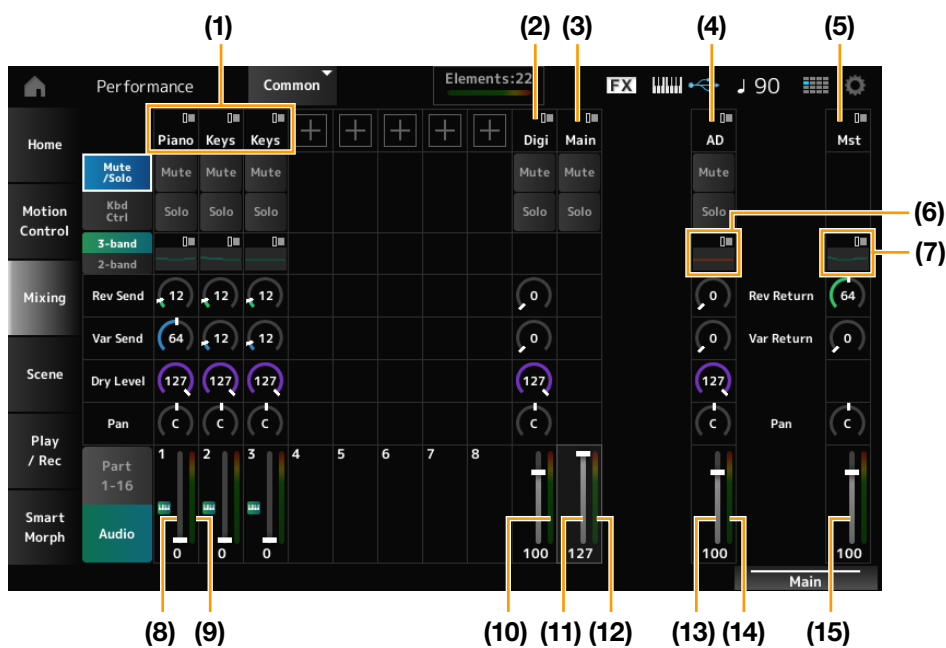 (1) (2) (3) (4) (5)
Performance Common Elements:22 FX ♩ 90
Home
Piano Keys Keys + + + + + Digi Main AD Mst
Mute /Solo
Mute Mute Mute Mute Mute Mute
Kbd Ctrl
Solo Solo Solo Solo Solo Solo
(6)
Motion Control
3-band
2-band
(7)
Mixing
Rev Send 12 12 12 0 0 Rev Return 64
Var Send 64 12 12 0 0 Var Return 0
Scene
Dry Level 127 127 127 127 127
Pan C C C C C Pan C
Play / Rec
Part 1-16
1 2 3 4 5 6 7 8
Smart Morph
Audio
0 0 0 100 127 100 100
Main
(8) (9) (10) (11) (12) (13) (14) (15)